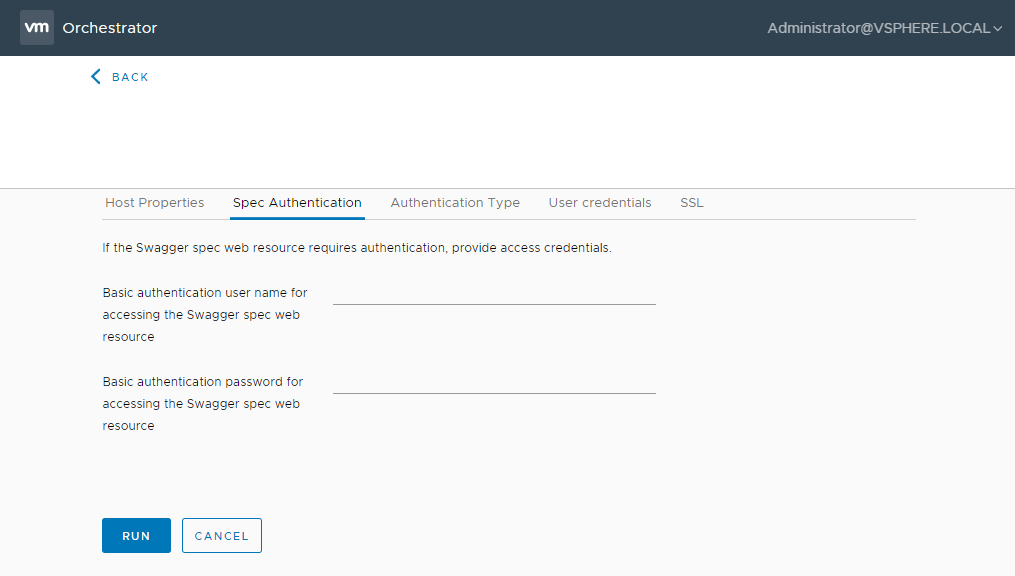 vm Orchestrator Administrator@VSPHERE.LOCAL
BACK
Host Properties Spec Authentication Authentication Type User credentials SSL
If the Swagger spec web resource requires authentication, provide access credentials.
Basic authentication user name for
accessing the Swagger spec web
resource
Basic authentication password for
accessing the Swagger spec web
resource
RUN CANCEL